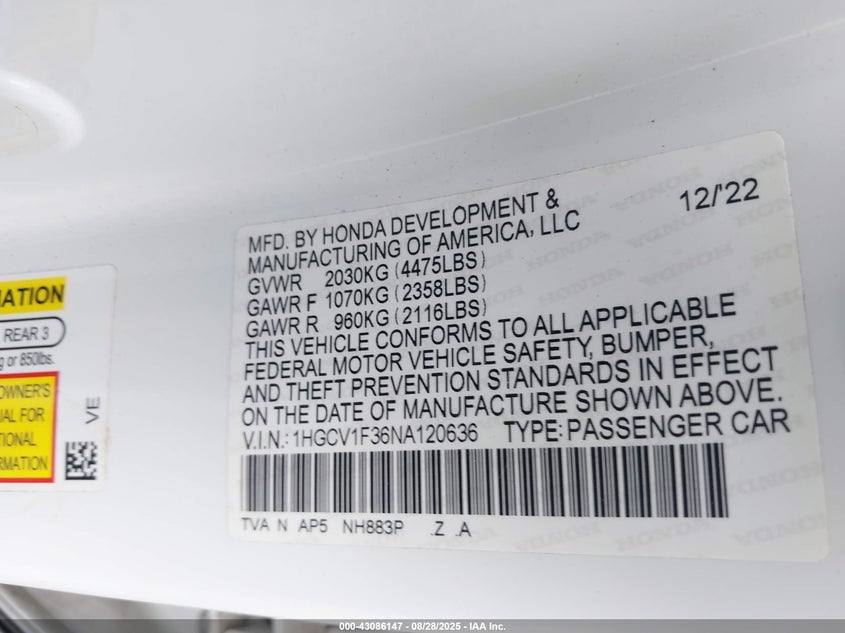 MFD. BY HONDA DEVELOPMENT &
MANUFACTURING OF AMERICA, LLC
12/'22
GVWR 2030KG (4475LBS)
GAWR F 1070KG (2358LBS)
GAWR R 960KG (2116LBS)
THIS VEHICLE CONFORMS TO ALL APPLICABLE
FEDERAL MOTOR VEHICLE SAFETY, BUMPER,
AND THEFT PREVENTION STANDARDS IN EFFECT
ON THE DATE OF MANUFACTURE SHOWN ABOVE.
V.I.N.: 1HGCV1F36NA120636 TYPE: PASSENGER CAR
TVA N AP5 NH883P .Z .A
REAR 3
or 850lbs.
VE
000-43086147 - 08/28/2025 - IAA Inc.